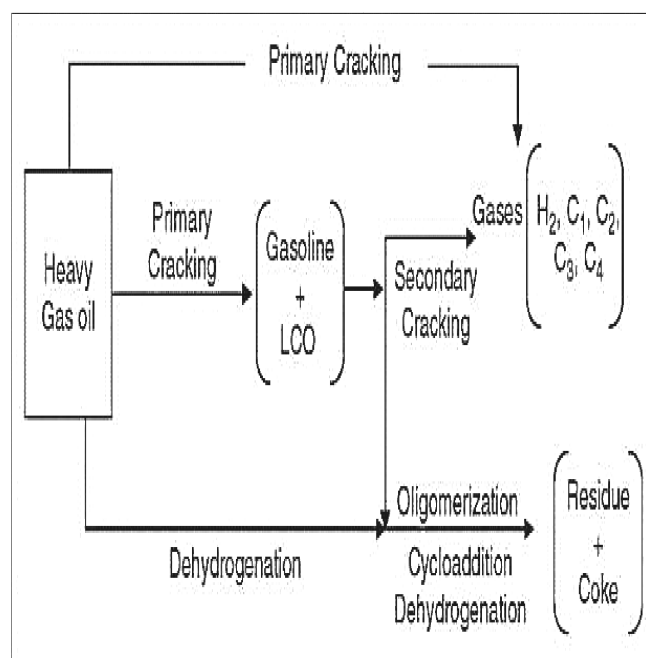 Primary Cracking
Heavy
Gas oil
Primary
Cracking
Gasoline
+
LCO
Secondary
Cracking
Gases
H₂, C₁, C₂,
C₃, C₄
Dehydrogenation
Oligomerization
Cycloaddition
Dehydrogenation
Residue
+
Coke